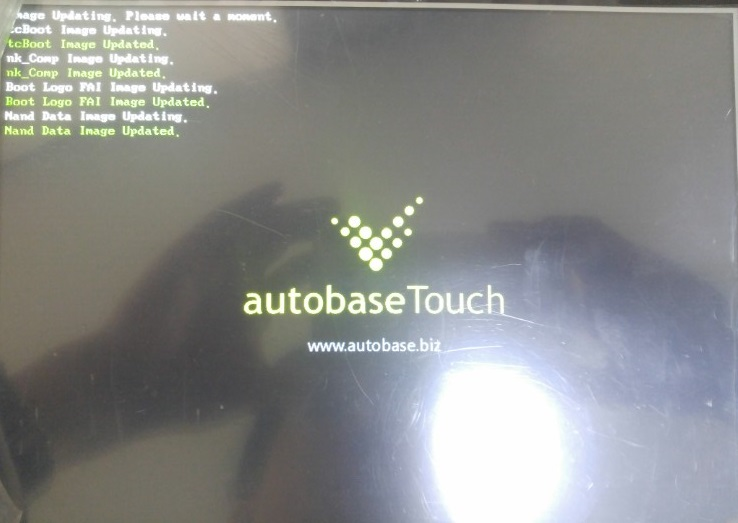 mage Updating. Please wait a moment.
tcBoot Image Updating.
tcBoot Image Updated.
nk_Comp Image Updating.
nk_Comp Image Updated.
Boot Logo FAI Image Updating.
Boot Logo FAI Image Updated.
Nand Data Image Updating.
Nand Data Image Updated.
autobaseTouch
www.autobase.biz